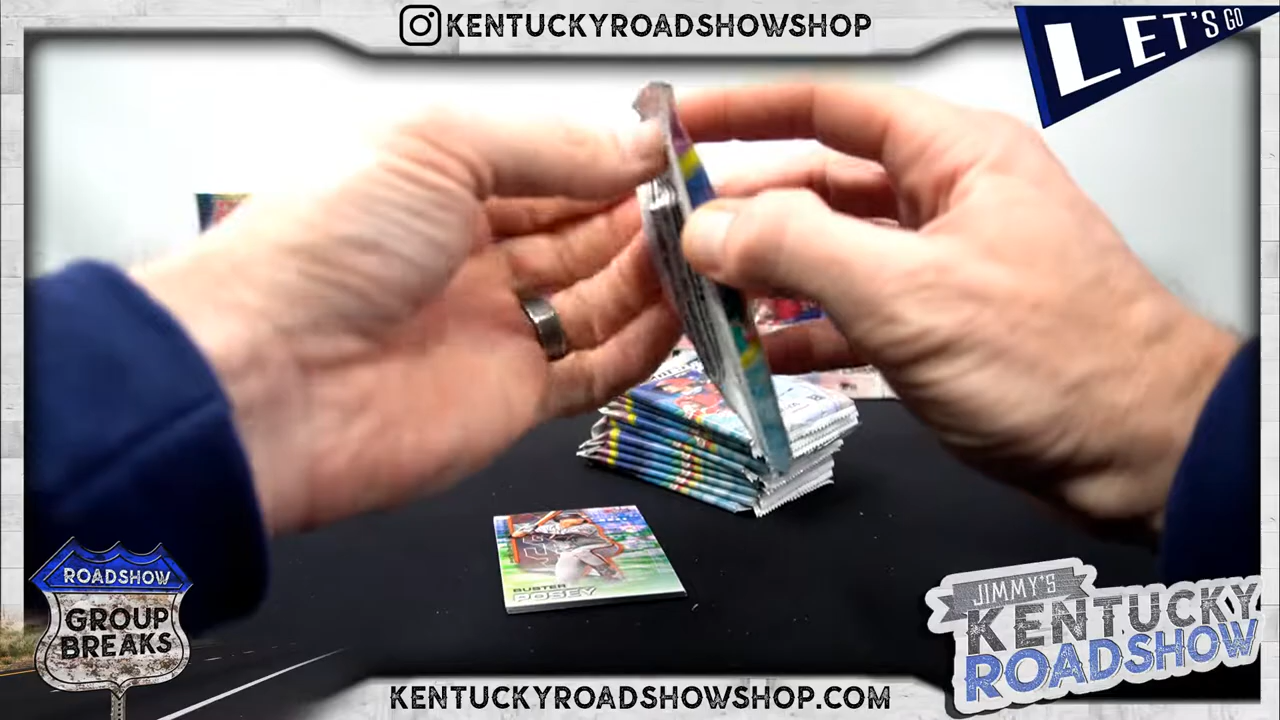 KENTUCKYROADSHOWSHOP
LET'S GO
BUSTER
POSEY
ROADSHOW
GROUP
BREAKS
JIMMY'S
KENTUCKY
ROADSHOW
KENTUCKYROADSHOWSHOP.COM